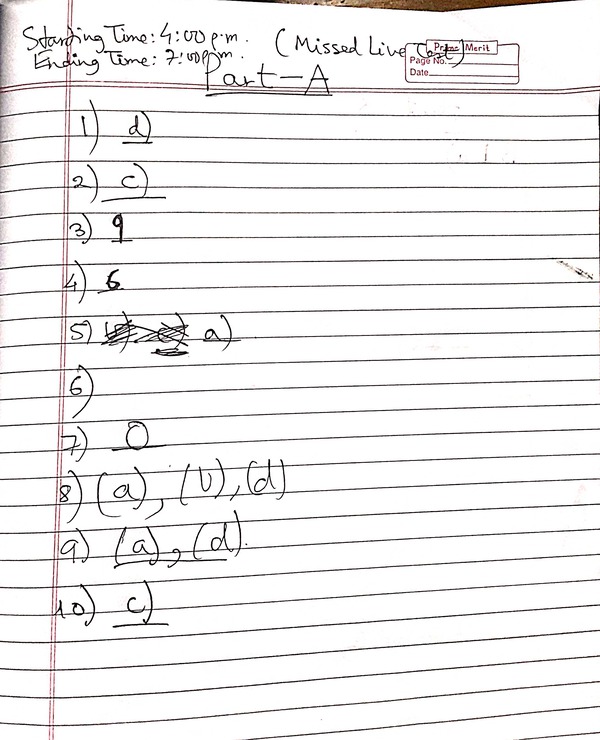 Starting Time: 4:00 p.m. (Missed Live Test)
Prime Merit
Ending Time: 7:00 p.m.
Page No.
Date
Part-A
1) d)
2) c)
3) 9
4) 6
5) a)
6)
7) 0
8) (a), (b), (d)
9) (a), (d).
10) c)